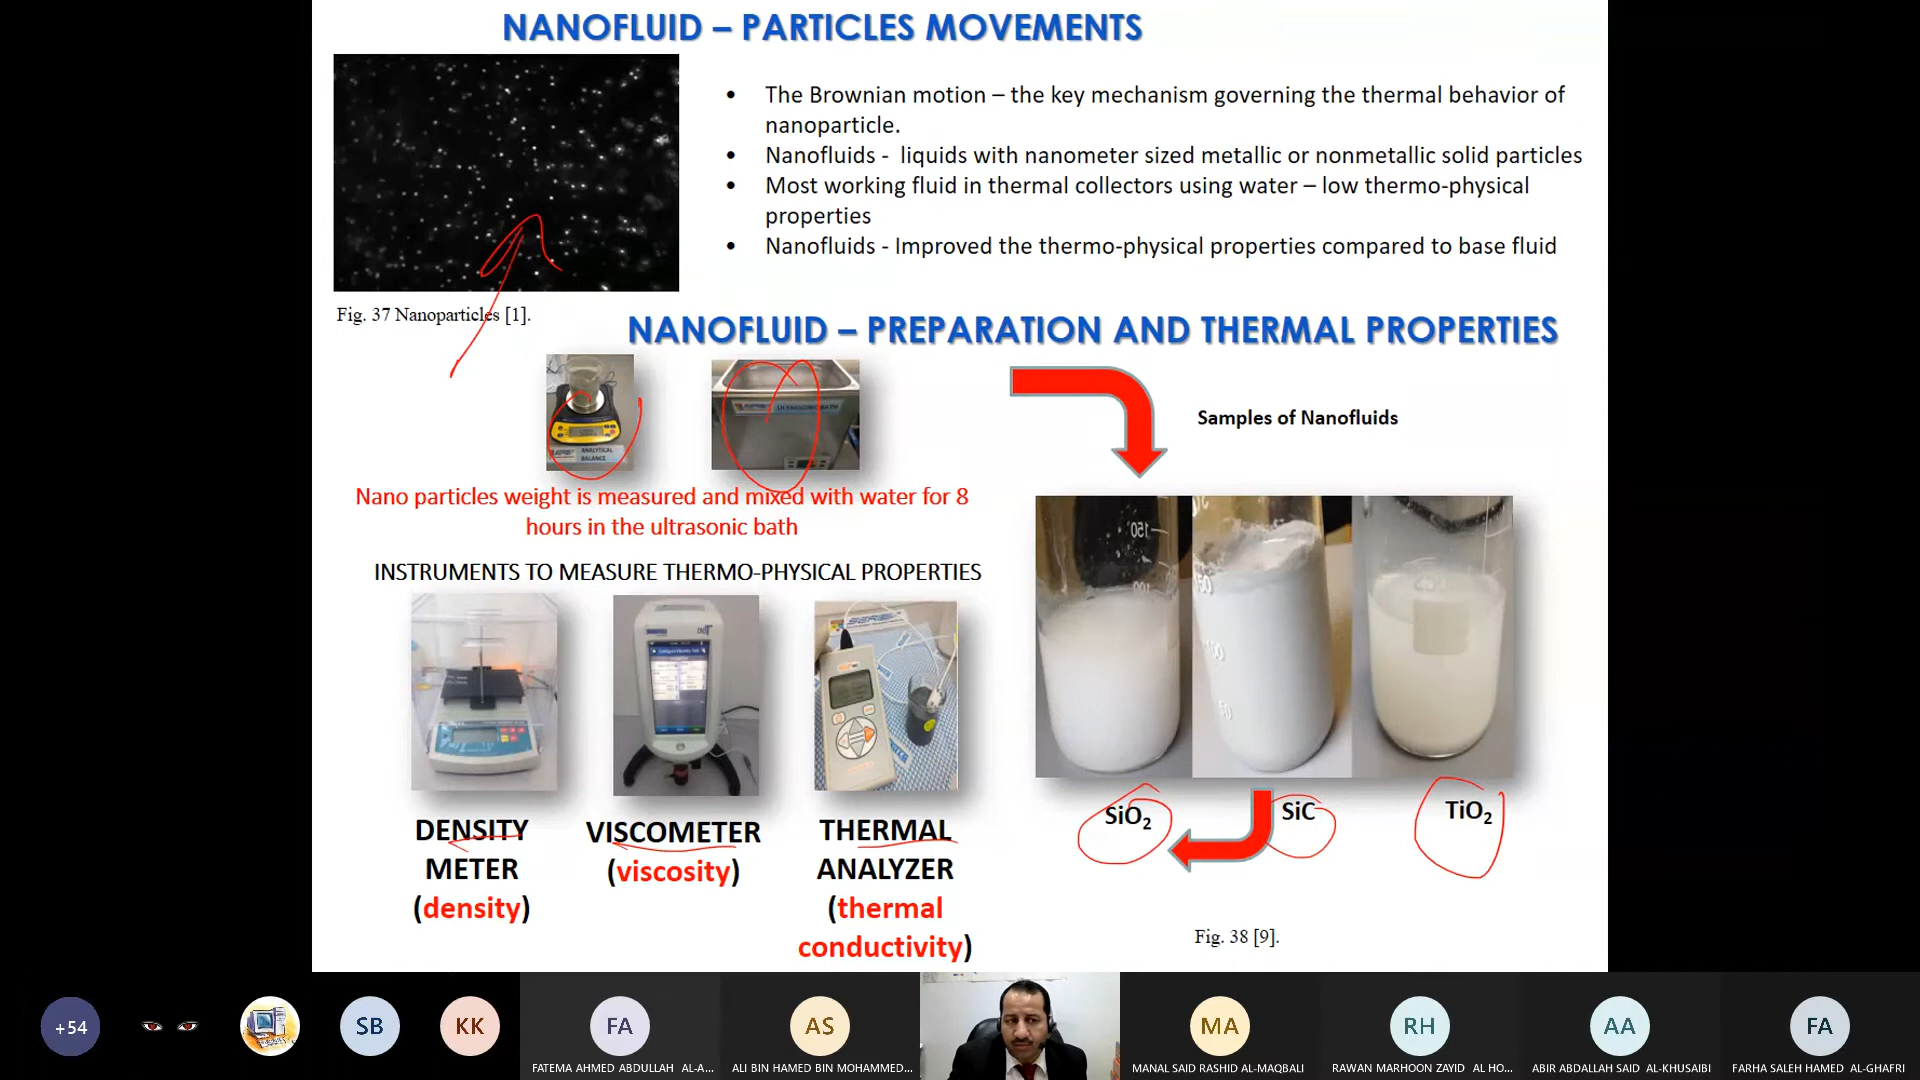 NANOFLUID – PARTICLES MOVEMENTS
• The Brownian motion – the key mechanism governing the thermal behavior of
nanoparticle.
• Nanofluids - liquids with nanometer sized metallic or nonmetallic solid particles
• Most working fluid in thermal collectors using water – low thermo-physical
properties
• Nanofluids - Improved the thermo-physical properties compared to base fluid
Fig. 37 Nanoparticles [1].
NANOFLUID – PREPARATION AND THERMAL PROPERTIES
ANALYTICAL
BALANCE
ULTRASONIC BATH
Samples of Nanofluids
Nano particles weight is measured and mixed with water for 8
hours in the ultrasonic bath
150
INSTRUMENTS TO MEASURE THERMO-PHYSICAL PROPERTIES
DENSITY
METER
(density)
VISCOMETER
(viscosity)
THERMAL
ANALYZER
(thermal
conductivity)
SiO₂
SiC
TiO₂
Fig. 38 [9].
+54
SB
KK
FA
AS
MA
RH
AA
FA
FATEMA AHMED ABDULLAH AL-A...
ALI BIN HAMED BIN MOHAMMED...
MANAL SAID RASHID AL-MAQBALI
RAWAN MARHOON ZAYID AL HO...
ABIR ABDALLAH SAID AL-KHUSAIBI
FARHA SALEH HAMED AL-GHAFRI